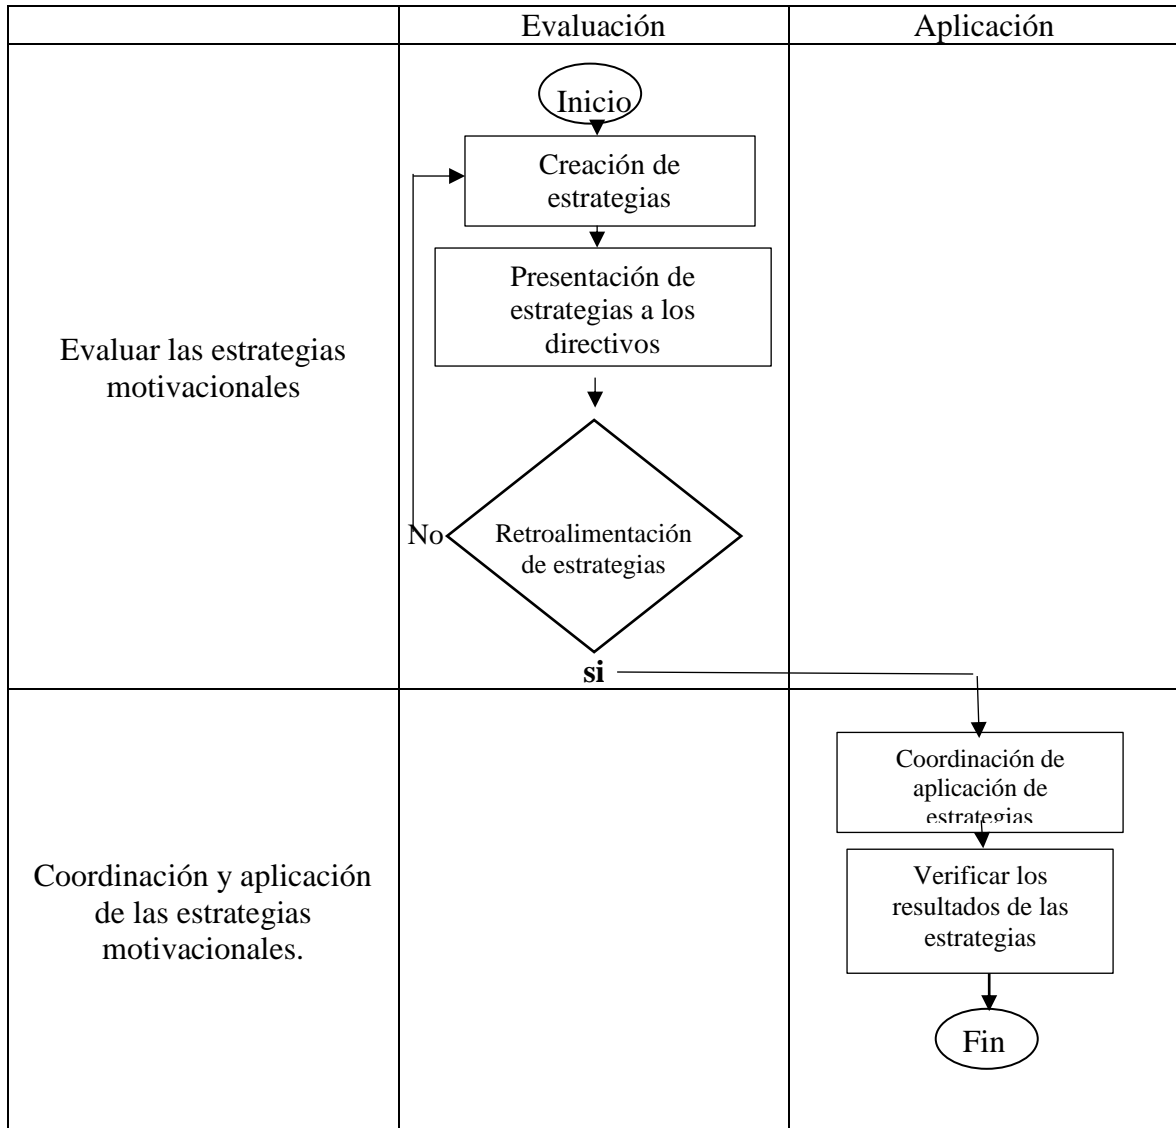 Evaluación
Aplicación
Evaluar las estrategias
motivacionales
Inicio
Creación de
estrategias
Presentación de
estrategias a los
directivos
No
Retroalimentación
de estrategias
si
Coordinación y aplicación
de las estrategias
motivacionales.
Coordinación de
aplicación de
estrategias
Verificar los
resultados de las
estrategias
Fin